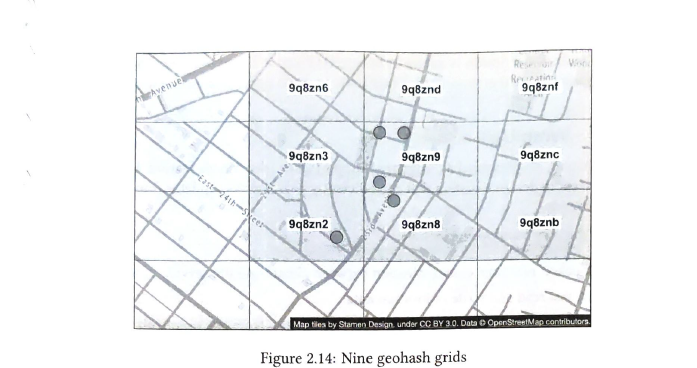 Avenue
9q8zn6
9q8znd
9q8znf
9q8zn3
9q8zn9
9q8znc
East 24th Street
9q8zn2
9q8zn8
9q8znb
Map tiles by Stamen Design, under CC BY 3.0. Data © OpenStreetMap contributors.
Figure 2.14: Nine geohash grids